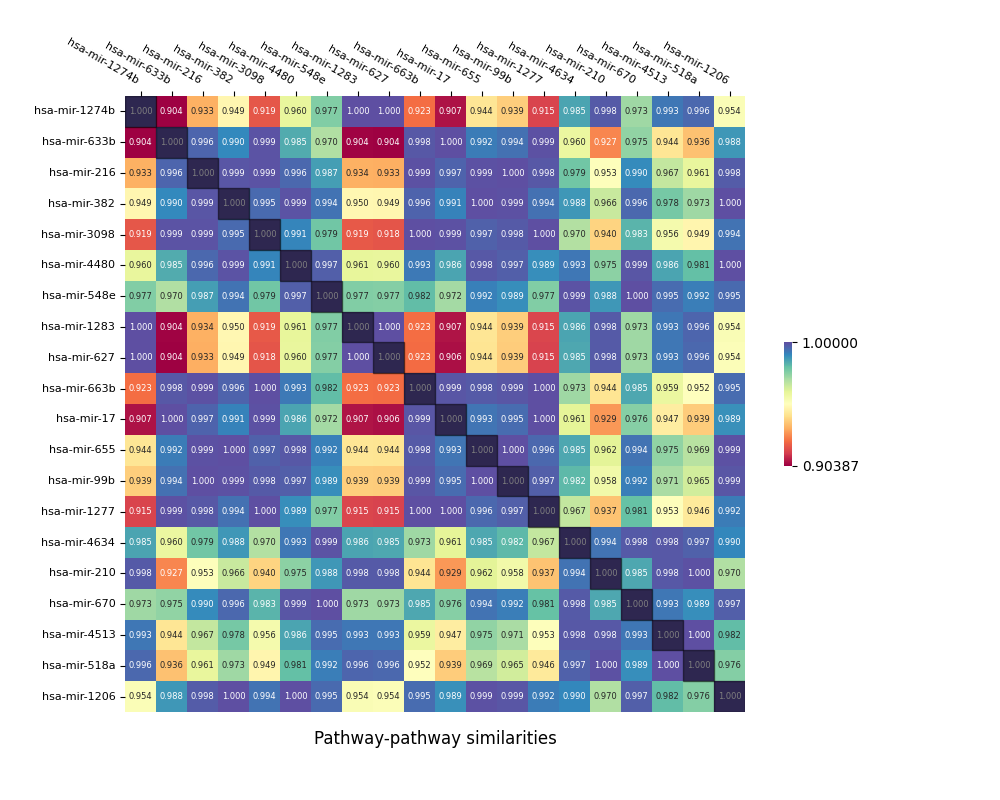 hsa-mir-1274b hsa-mir-633b hsa-mir-216 hsa-mir-382 hsa-mir-3098 hsa-mir-4480 hsa-mir-548e hsa-mir-1283 hsa-mir-627 hsa-mir-663b hsa-mir-17 hsa-mir-655 hsa-mir-99b hsa-mir-1277 hsa-mir-4634 hsa-mir-210 hsa-mir-670 hsa-mir-4513 hsa-mir-518a hsa-mir-1206
hsa-mir-1274b 1.000 0.904 0.933 0.949 0.919 0.960 0.977 1.000 1.000 0.923 0.907 0.944 0.939 0.915 0.985 0.998 0.973 0.993 0.996 0.954
hsa-mir-633b 0.904 1.000 0.996 0.990 0.999 0.985 0.970 0.904 0.904 0.998 1.000 0.992 0.994 0.999 0.960 0.927 0.975 0.944 0.936 0.988
hsa-mir-216 0.933 0.996 1.000 0.999 0.999 0.996 0.987 0.934 0.933 0.999 0.997 0.999 1.000 0.998 0.979 0.953 0.990 0.967 0.961 0.998
hsa-mir-382 0.949 0.990 0.999 1.000 0.995 0.999 0.994 0.950 0.949 0.996 0.991 1.000 0.999 0.994 0.988 0.966 0.996 0.978 0.973 1.000
hsa-mir-3098 0.919 0.999 0.999 0.995 1.000 0.991 0.979 0.919 0.918 1.000 0.999 0.997 0.998 1.000 0.970 0.940 0.983 0.956 0.949 0.994
hsa-mir-4480 0.960 0.985 0.996 0.999 0.991 1.000 0.997 0.961 0.960 0.993 0.986 0.998 0.997 0.989 0.993 0.975 0.999 0.986 0.981 1.000
hsa-mir-548e 0.977 0.970 0.987 0.994 0.979 0.997 1.000 0.977 0.977 0.982 0.972 0.992 0.989 0.977 0.999 0.988 1.000 0.995 0.992 0.995
hsa-mir-1283 1.000 0.904 0.934 0.950 0.919 0.961 0.977 1.000 1.000 0.923 0.907 0.944 0.939 0.915 0.986 0.998 0.973 0.993 0.996 0.954
hsa-mir-627 1.000 0.904 0.933 0.949 0.918 0.960 0.977 1.000 1.000 0.923 0.906 0.944 0.939 0.915 0.985 0.998 0.973 0.993 0.996 0.954
1.00000
hsa-mir-663b 0.923 0.998 0.999 0.996 1.000 0.993 0.982 0.923 0.923 1.000 0.999 0.998 0.999 1.000 0.973 0.944 0.985 0.959 0.952 0.995
hsa-mir-17 0.907 1.000 0.997 0.991 0.999 0.986 0.972 0.907 0.906 0.999 1.000 0.993 0.995 1.000 0.961 0.929 0.976 0.947 0.939 0.989
hsa-mir-655 0.944 0.992 0.999 1.000 0.997 0.998 0.992 0.944 0.944 0.998 0.993 1.000 1.000 0.996 0.985 0.962 0.994 0.975 0.969 0.999
0.90387
hsa-mir-99b 0.939 0.994 1.000 0.999 0.998 0.997 0.989 0.939 0.939 0.999 0.995 1.000 1.000 0.997 0.982 0.958 0.992 0.971 0.965 0.999
hsa-mir-1277 0.915 0.999 0.998 0.994 1.000 0.989 0.977 0.915 0.915 1.000 1.000 0.996 0.997 1.000 0.967 0.937 0.981 0.953 0.946 0.992
hsa-mir-4634 0.985 0.960 0.979 0.988 0.970 0.993 0.999 0.986 0.985 0.973 0.961 0.985 0.982 0.967 1.000 0.994 0.998 0.998 0.997 0.990
hsa-mir-210 0.998 0.927 0.953 0.966 0.940 0.975 0.988 0.998 0.998 0.944 0.929 0.962 0.958 0.937 0.994 1.000 0.985 0.998 1.000 0.970
hsa-mir-670 0.973 0.975 0.990 0.996 0.983 0.999 1.000 0.973 0.973 0.985 0.976 0.994 0.992 0.981 0.998 0.985 1.000 0.993 0.989 0.997
hsa-mir-4513 0.993 0.944 0.967 0.978 0.956 0.986 0.995 0.993 0.993 0.959 0.947 0.975 0.971 0.953 0.998 0.998 0.993 1.000 1.000 0.982
hsa-mir-518a 0.996 0.936 0.961 0.973 0.949 0.981 0.992 0.996 0.996 0.952 0.939 0.969 0.965 0.946 0.997 1.000 0.989 1.000 1.000 0.976
hsa-mir-1206 0.954 0.988 0.998 1.000 0.994 1.000 0.995 0.954 0.954 0.995 0.989 0.999 0.999 0.992 0.990 0.970 0.997 0.982 0.976 1.000
Pathway-pathway similarities